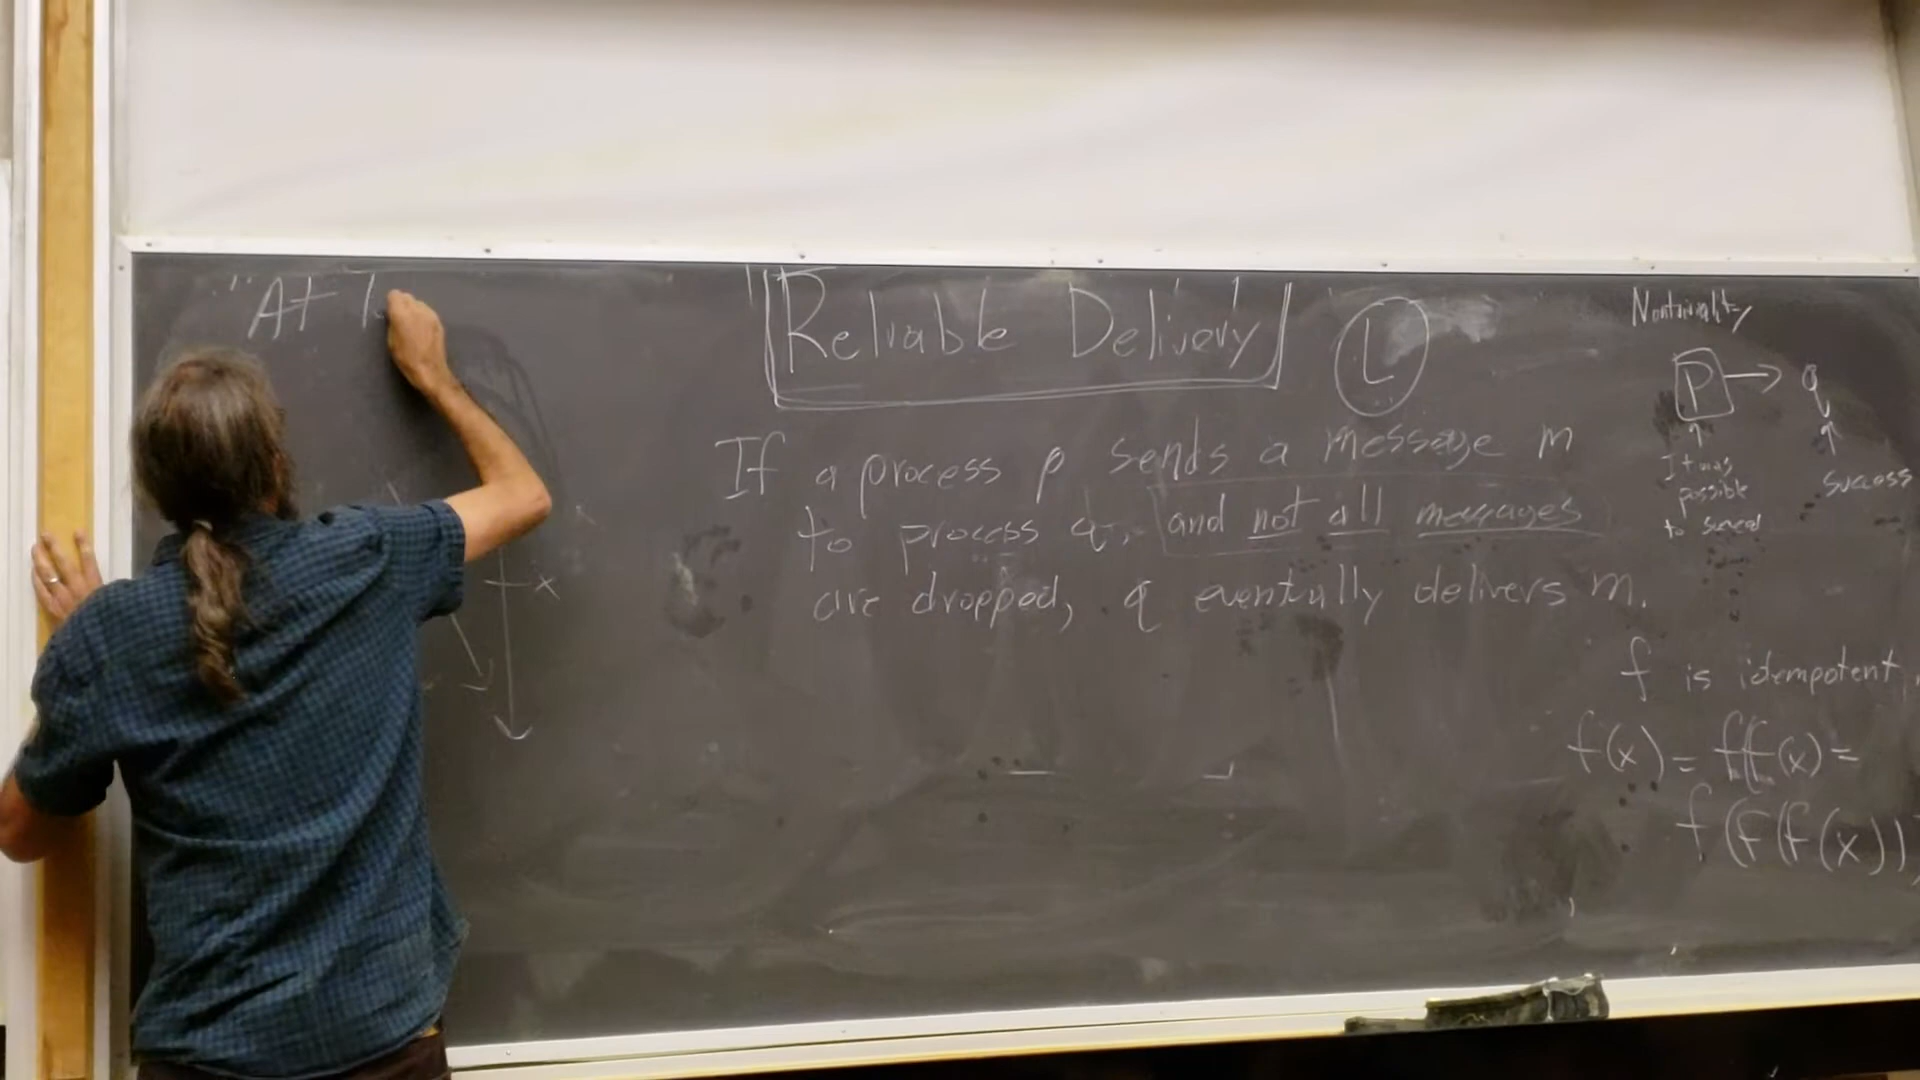 "At l
Reliable Delivery
L
If a process p sends a message m
to process q, and not all messages
are dropped, q eventually delivers m.
Nontriviality
P → q
It was
possible
to succeed
success
x
f is idempotent
f(x) = f(f(x) =
f(f(f(x))